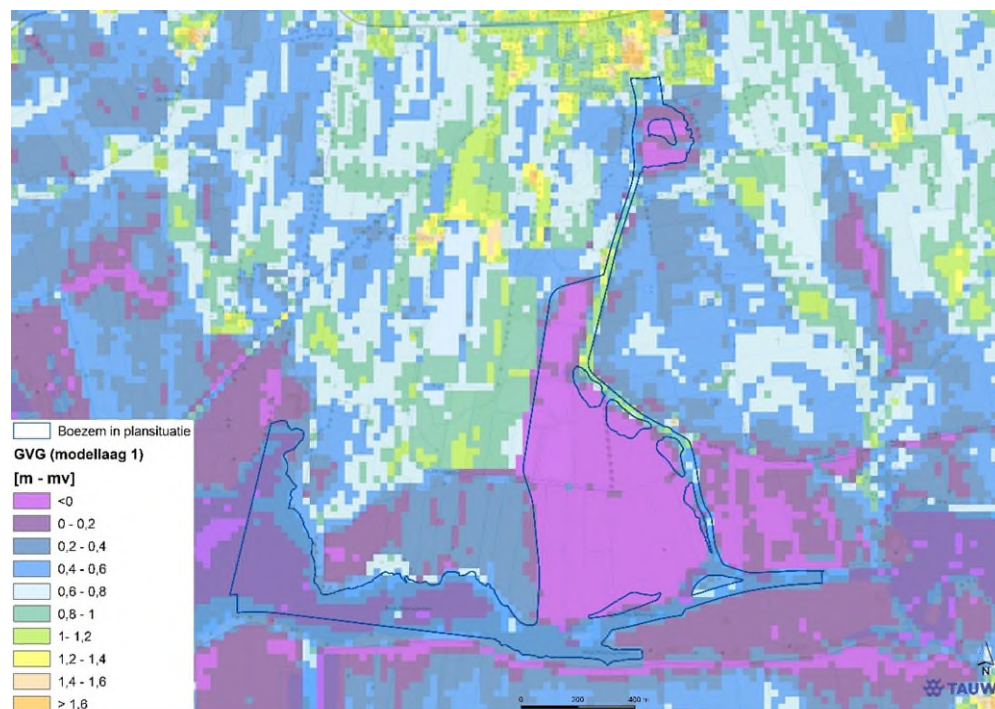 Boezem in plansituatie
GVG (modellaag 1)
[m - mv]
<0
0 - 0,2
0,2 - 0,4
0,4 - 0,6
0,6 - 0,8
0,8 - 1
1- 1,2
1,2 - 1,4
1,4 - 1,6
> 1,6
0 200 400 m
N
TAUW